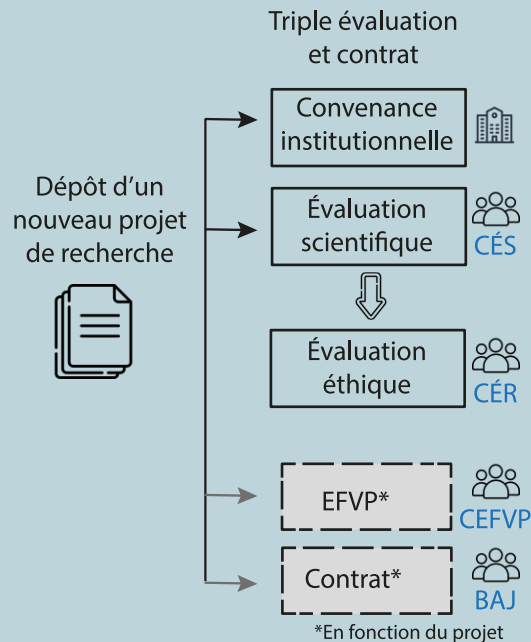 Triple évaluation
et contrat
Convenance
institutionnelle
Dépôt d'un
nouveau projet
de recherche
Évaluation
scientifique
CÉS
Évaluation
éthique
CÉR
EFVP*
CEFVP
Contrat*
BAJ
*En fonction du projet